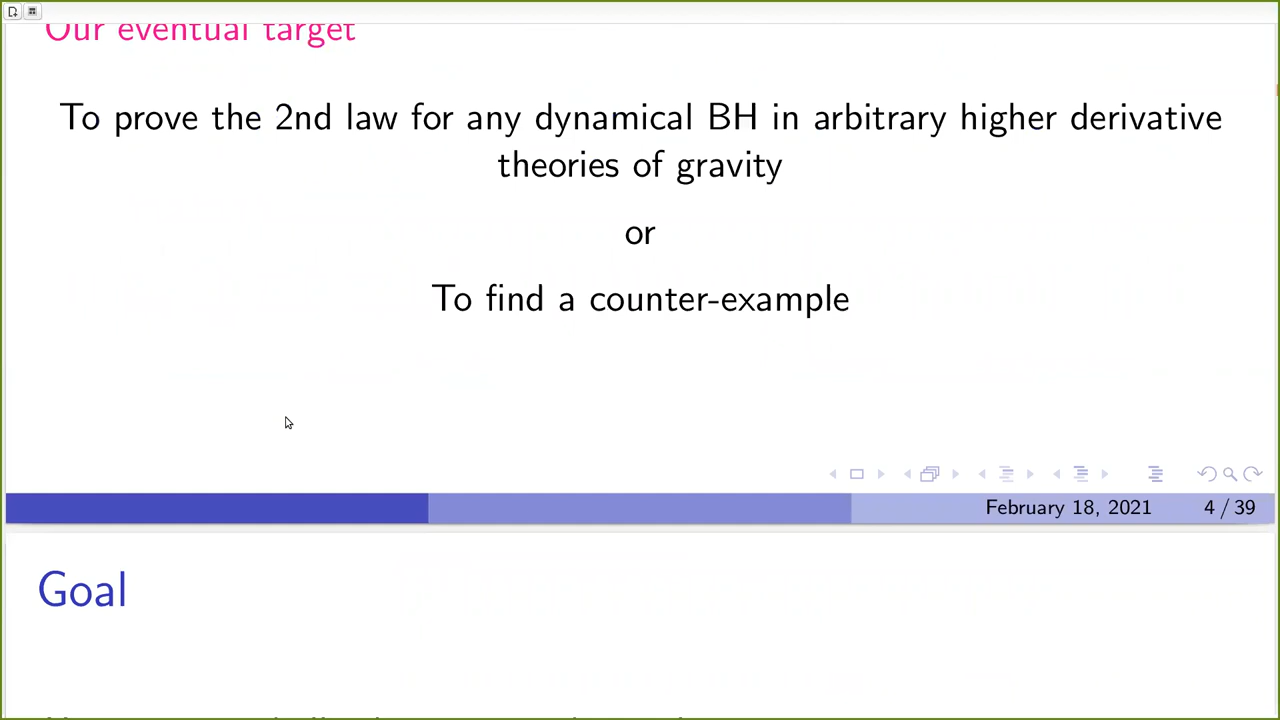 Our eventual target
To prove the 2nd law for any dynamical BH in arbitrary higher derivative
theories of gravity
or
To find a counter-example
February 18, 2021 4 / 39
Goal